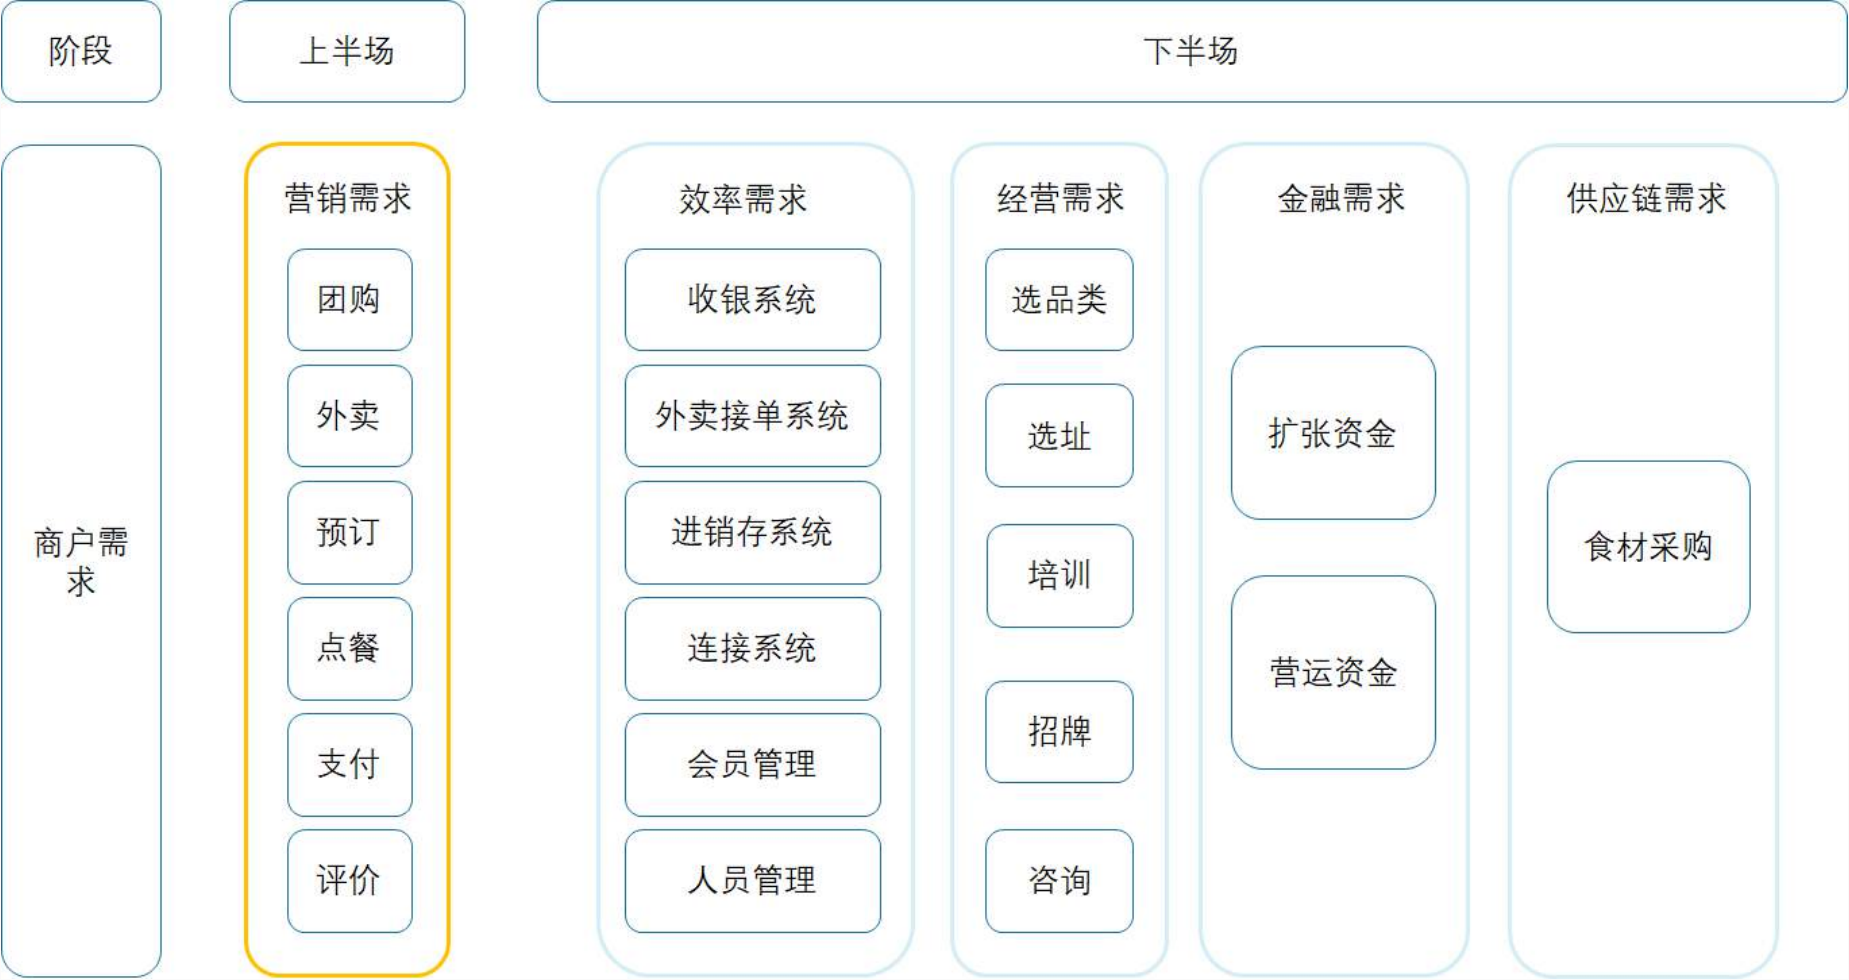 阶段
上半场
下半场
商户需
求
营销需求
团购
外卖
预订
点餐
支付
评价
效率需求
收银系统
外卖接单系统
进销存系统
连接系统
会员管理
人员管理
经营需求
选品类
选址
培训
招牌
咨询
金融需求
扩张资金
营运资金
供应链需求
食材采购